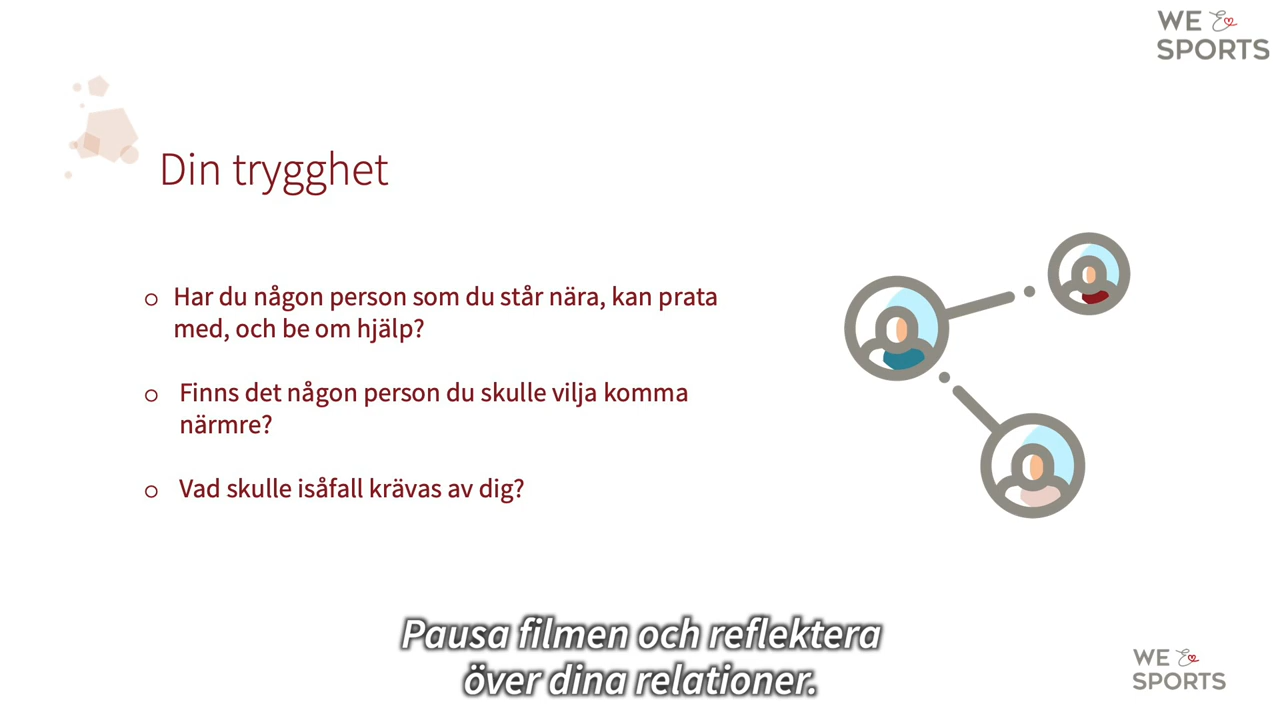 WE
SPORTS
Din trygghet
o Har du någon person som du står nära, kan prata
med, och be om hjälp?
o Finns det någon person du skulle vilja komma
närmre?
o Vad skulle isåfall krävas av dig?
Pausa filmen och reflektera
över dina relationer.
WE
SPORTS